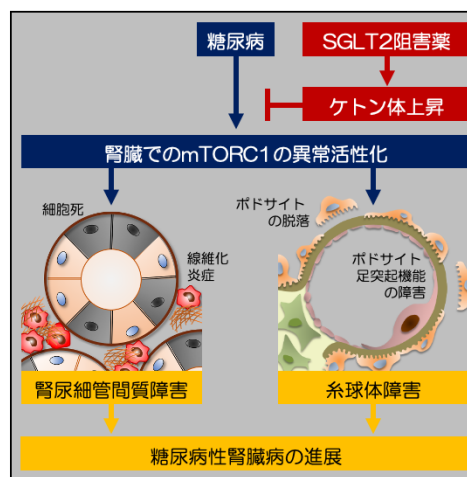 糖尿病
SGLT2阻害薬
ケトン体上昇
腎臓でのmTORC1の異常活性化
細胞死
線維化
炎症
ポドサイト
の脱落
ポドサイト
足突起機能
の障害
腎尿細管間質障害
糸球体障害
糖尿病性腎臓病の進展